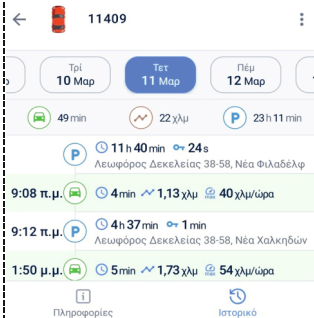 11409
Τρί Τετ Πέμ
10 Μαρ 11 Μαρ 12 Μαρ
49 min 22 χλμ P 23 h 11 min
P 11 h 40 min 24 s
Λεωφόρος Δεκελείας 38-58, Νέα Φιλαδέλφ
9:08 π.μ. 4 min 1,13 χλμ 40 χλμ/ώρα
9:12 π.μ. P 4 h 37 min 1 min
Λεωφόρος Δεκελείας 38-58, Νέα Χαλκηδών
1:50 μ.μ. 5 min 1,73 χλμ 54 χλμ/ώρα
Πληροφορίες Ιστορικό